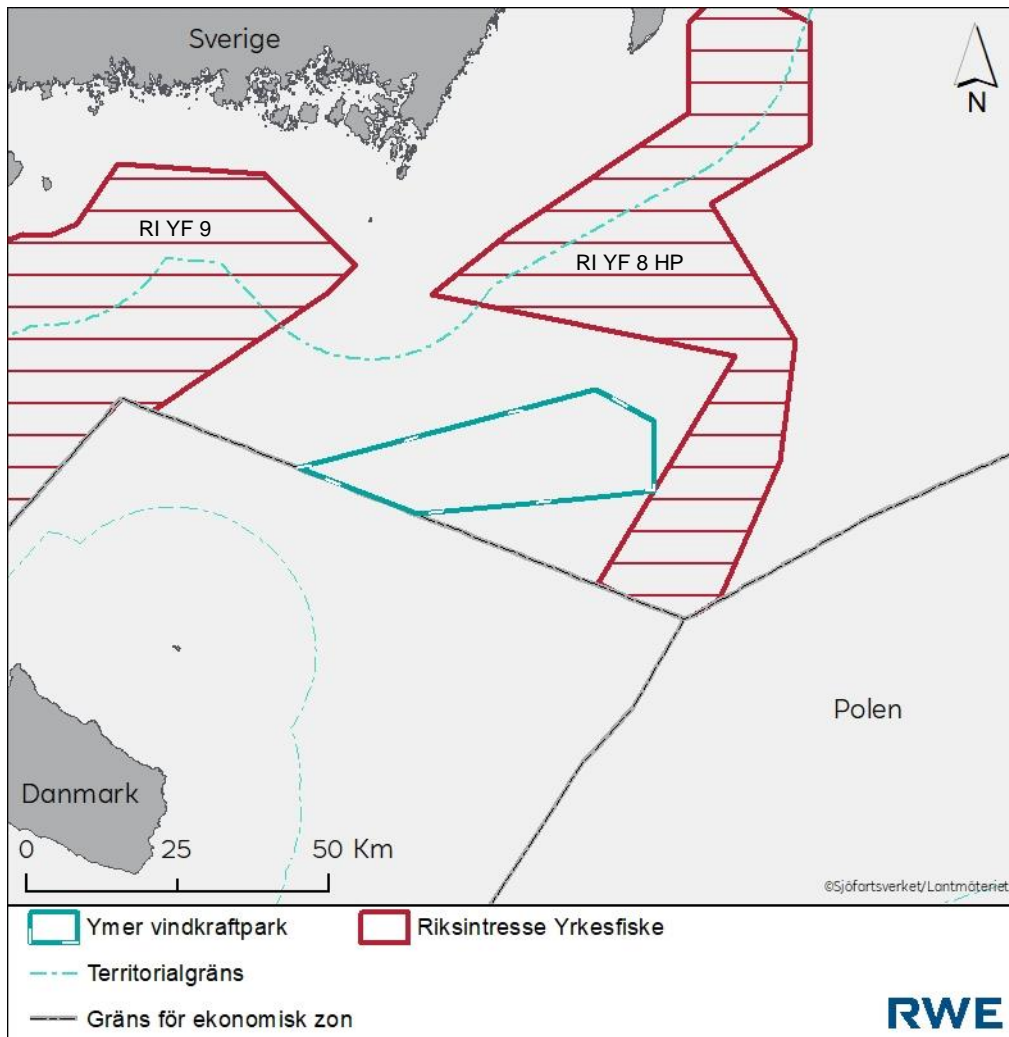 Sverige
N
RI YF 9
RI YF 8 HP
Polen
Danmark
0 25 50 Km
©Sjöfartsverket/Lantmäteriet
Ymer vindkraftpark
Riksintresse Yrkesfiske
Territorialgräns
Gräns för ekonomisk zon
RWE